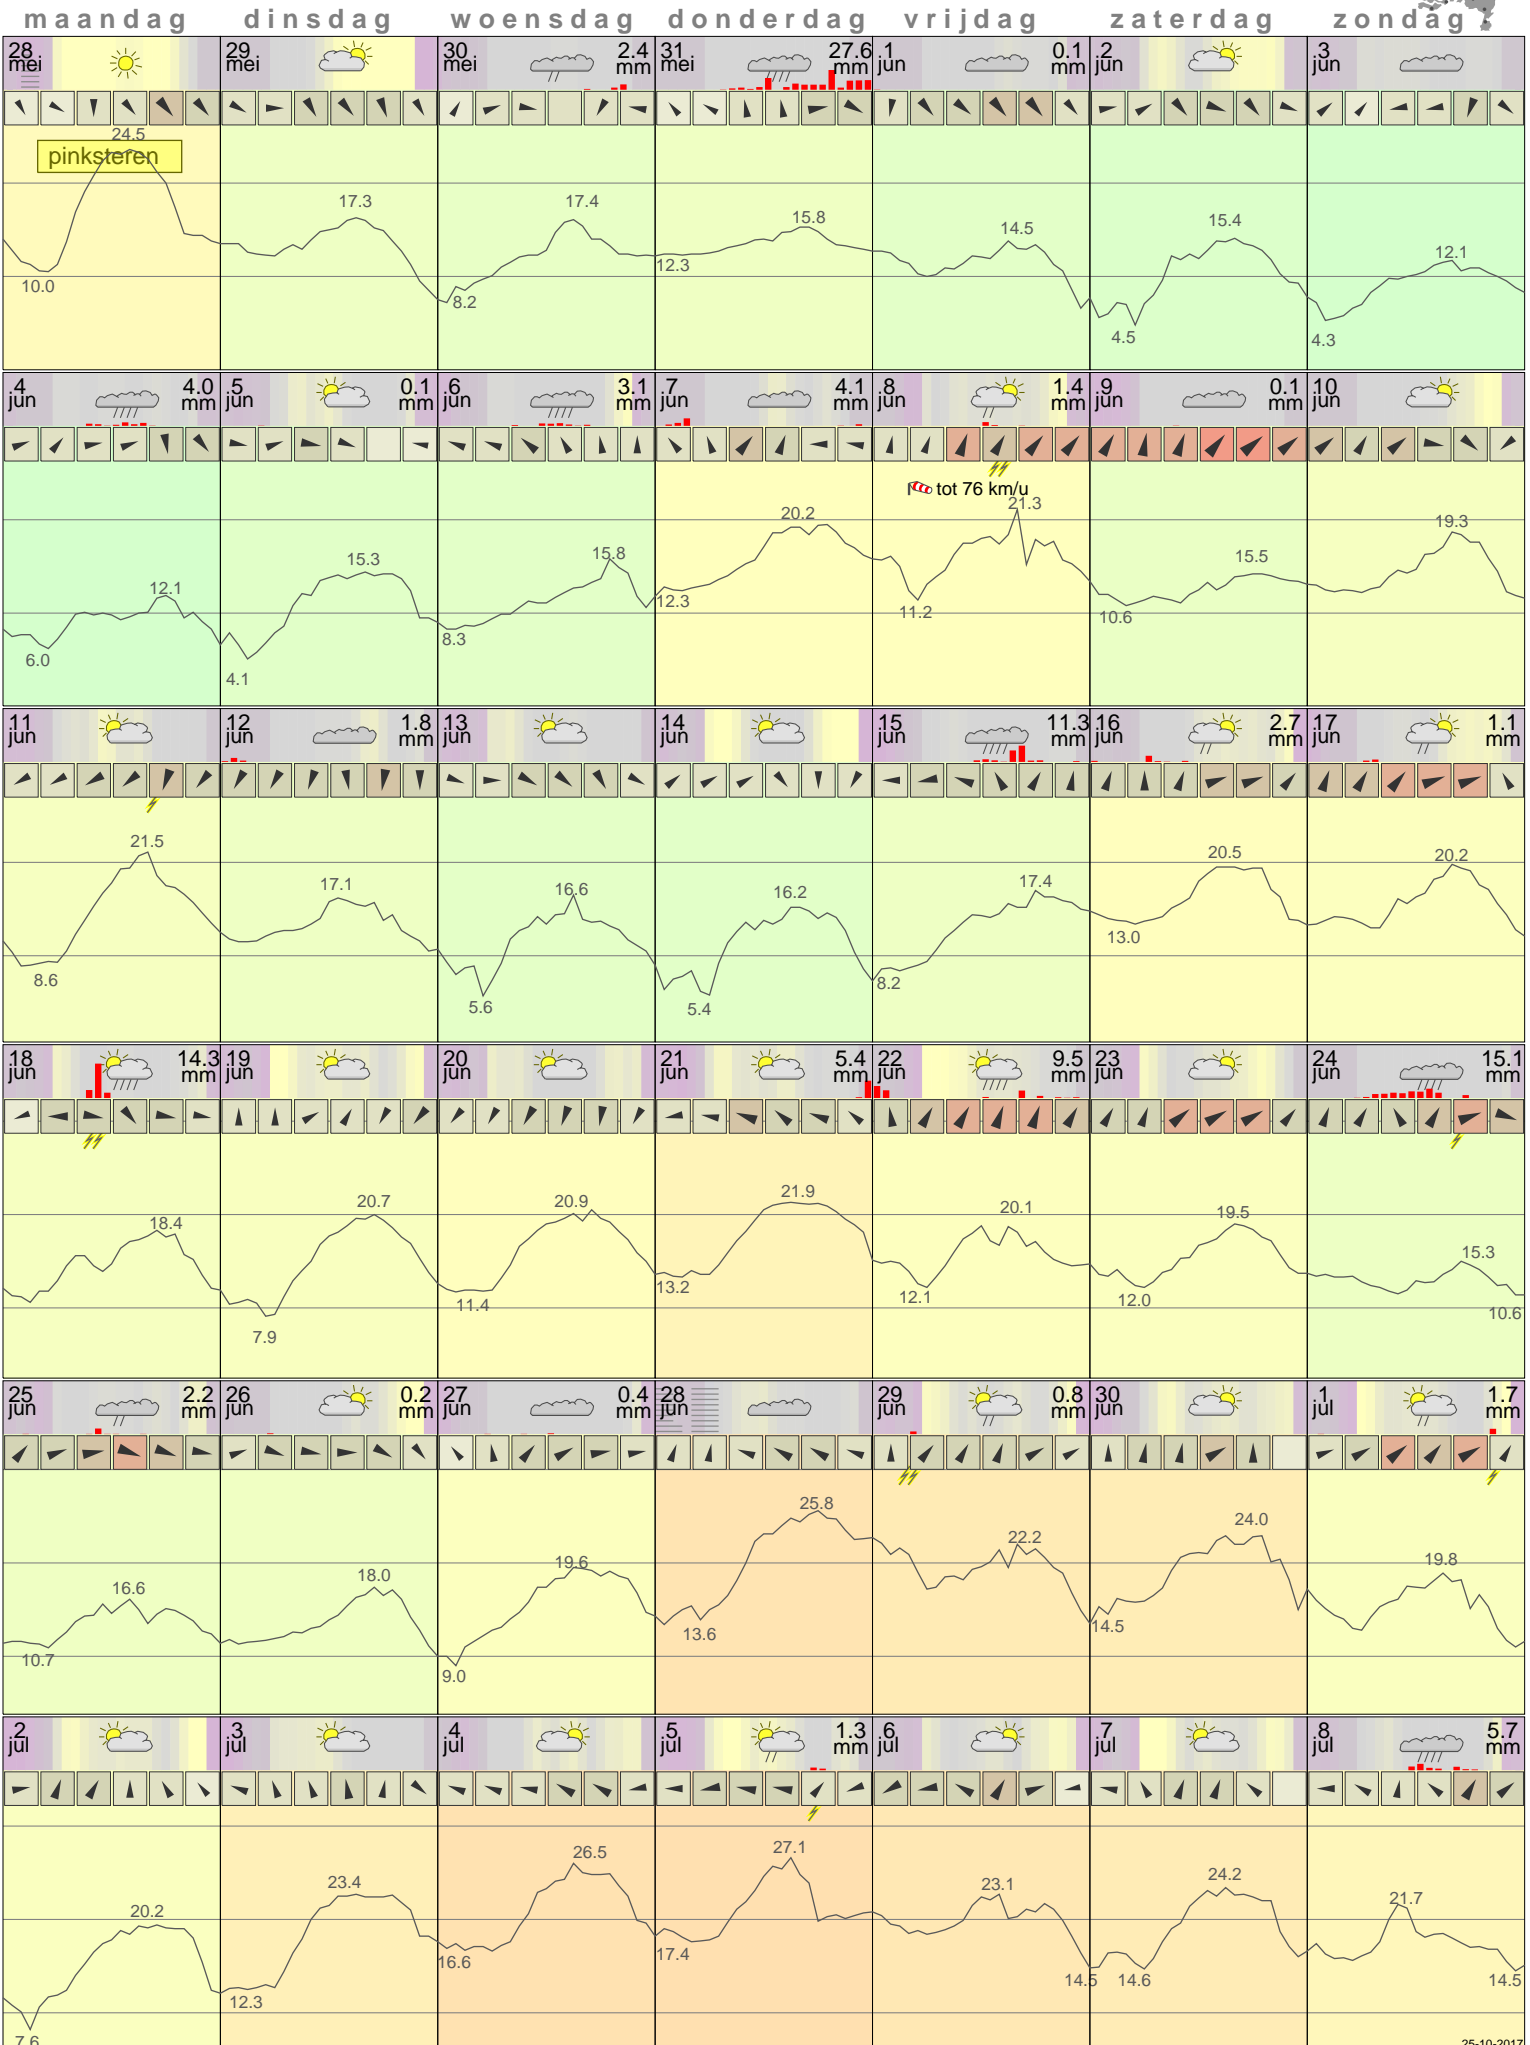 maandag dinsdag woensdag donderdag vrijdag zaterdag zondag
28 29 30 2.4 31 27.6 1 0.1 2 3
mei mei mei mm mei mm jun mm jun jun
24.5
pinksteren
17.3 17.4 15.8 14.5 15.4 12.1
10.0 8.2 12.3 4.5 4.3
4 4.0 5 0.1 6 3.1 7 4.1 8 1.4 9 0.1 10
jun mm jun mm jun mm jun mm jun mm jun mm jun
tot 76 km/u
12.1 15.3 15.8 20.2 21.3 15.5 19.3
6.0 4.1 8.3 12.3 11.2 10.6
11 12 1.8 13 14 15 11.3 16 2.7 17 1.1
jun jun mm jun jun jun mm jun mm jun mm
21.5 17.1 16.6 16.2 17.4 20.5 20.2
8.6 5.6 5.4 8.2 13.0
18 14.3 19 20 21 5.4 22 9.5 23 24 15.1
jun mm jun jun jun mm jun mm jun jun mm
18.4 20.7 20.9 21.9 20.1 19.5 15.3
7.9 11.4 13.2 12.1 12.0 10.6
25 2.2 26 0.2 27 0.4 28 29 0.8 30 1 1.7
jun mm jun mm jun mm jun jun mm jun jul mm
16.6 18.0 19.6 25.8 22.2 24.0 19.8
10.7 9.0 13.6 14.5
2 3 4 5 1.3 6 7 8 5.7
jul jul jul jul mm jul jul jul mm
20.2 23.4 26.5 27.1 23.1 24.2 21.7
7.6 12.3 16.6 17.4 14.5 14.6 14.5
25-10-2017